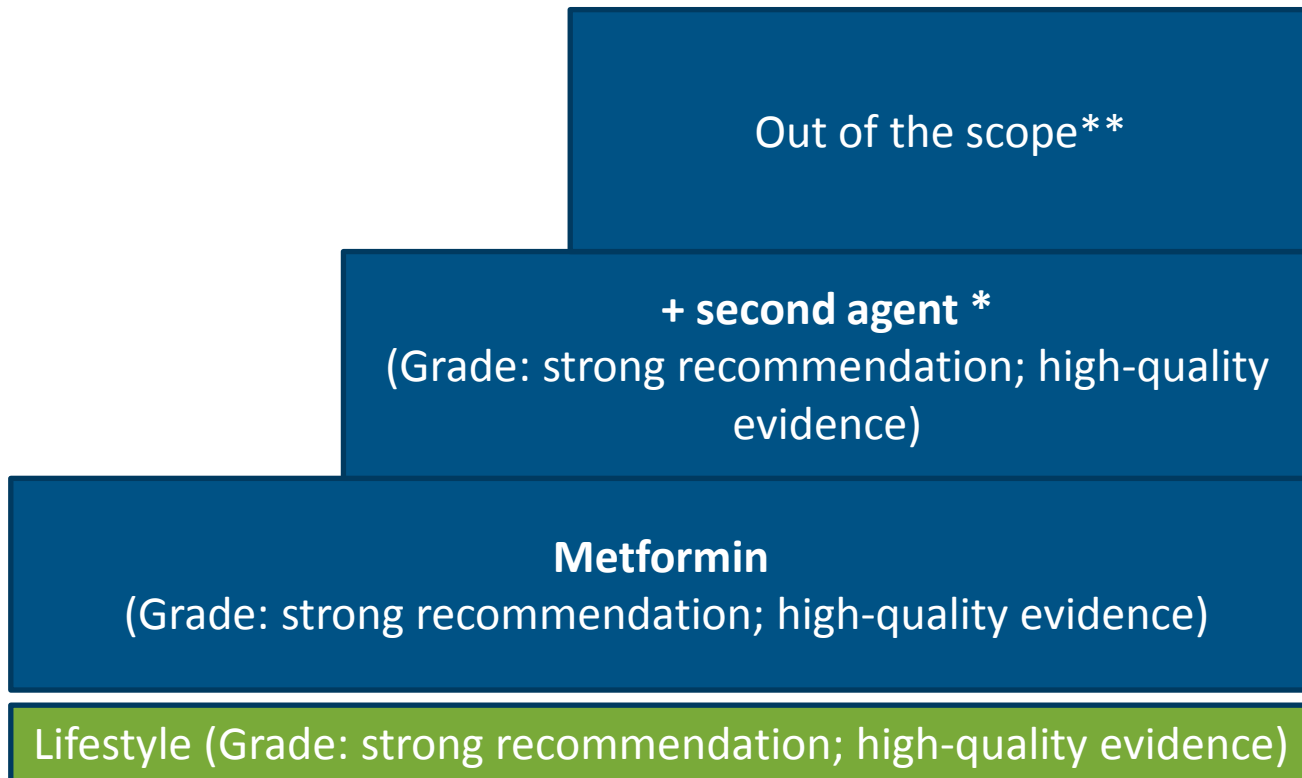 Out of the scope**
+ second agent *
(Grade: strong recommendation; high-quality
evidence)
Metformin
(Grade: strong recommendation; high-quality evidence)
Lifestyle (Grade: strong recommendation; high-quality evidence)